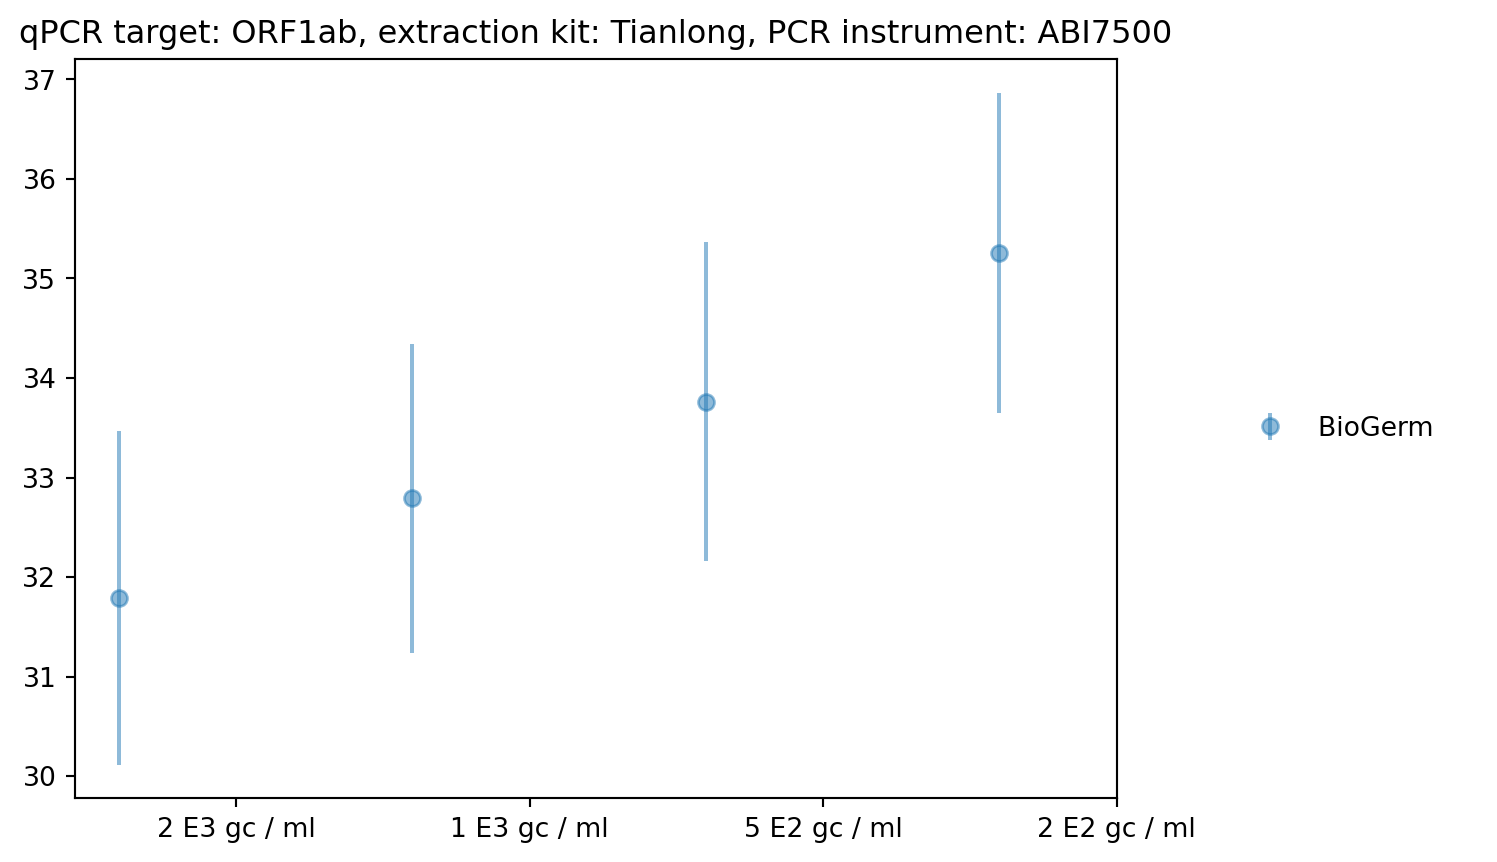 qPCR target: ORF1ab, extraction kit: Tianlong, PCR instrument: ABI7500
37
36
35
34
33
32
31
30
BioGerm
2 E3 gc / ml
1 E3 gc / ml
5 E2 gc / ml
2 E2 gc / ml